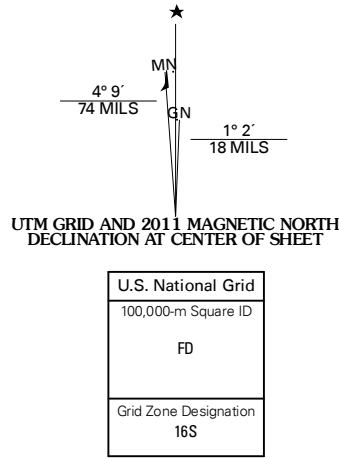 ★
MN
4° 9´
74 MILS
GN
1° 2´
18 MILS
UTM GRID AND 2011 MAGNETIC NORTH
DECLINATION AT CENTER OF SHEET
U.S. National Grid
100,000-m Square ID
FD
Grid Zone Designation
16S